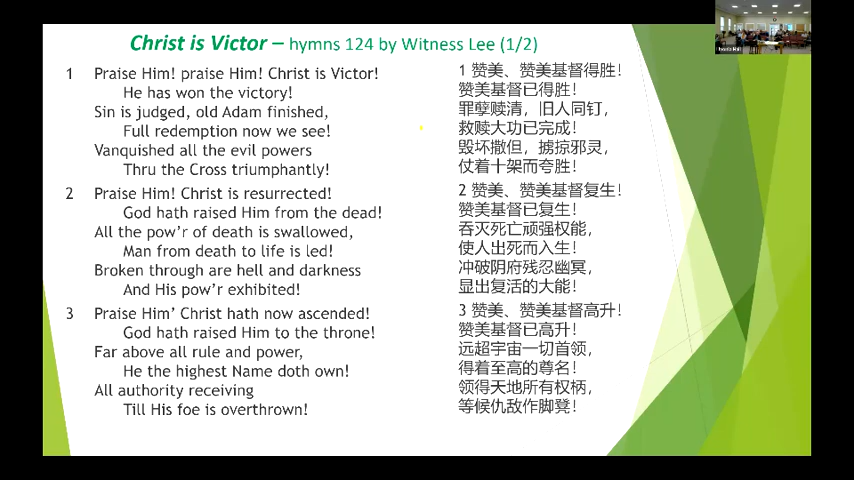 Christ is Victor – hymns 124 by Witness Lee (1/2)
1 Praise Him! praise Him! Christ is Victor!
He has won the victory!
Sin is judged, old Adam finished,
Full redemption now we see!
Vanquished all the evil powers
Thru the Cross triumphantly!
2 Praise Him! Christ is resurrected!
God hath raised Him from the dead!
All the pow’r of death is swallowed,
Man from death to life is led!
Broken through are hell and darkness
And His pow’r exhibited!
3 Praise Him’ Christ hath now ascended!
God hath raised Him to the throne!
Far above all rule and power,
He the highest Name doth own!
All authority receiving
Till His foe is overthrown!
1 赞美、赞美基督得胜!
赞美基督已得胜!
罪孽赎清，旧人同钉，
救赎大功已完成!
毁坏撒但，掳掠邪灵，
仗着十架而夸胜!
2 赞美、赞美基督复生!
赞美基督已复生!
吞灭死亡顽强权能，
使人出死而入生!
冲破阴府残忍幽冥，
显出复活的大能!
3 赞美、赞美基督高升!
赞美基督已高升!
远超宇宙一切首领，
得着至高的尊名!
领得天地所有权柄，
等候仇敌作脚凳!